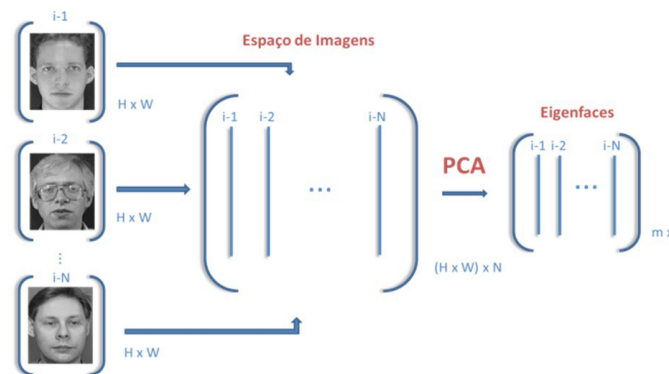 i-1
Espaço de Imagens
H x W
i-2
i-1 i-2 i-N
...
Eigenfaces
i-1 i-2 i-N
...
PCA
H x W
m x
⋮
i-N
(H x W) x N
H x W